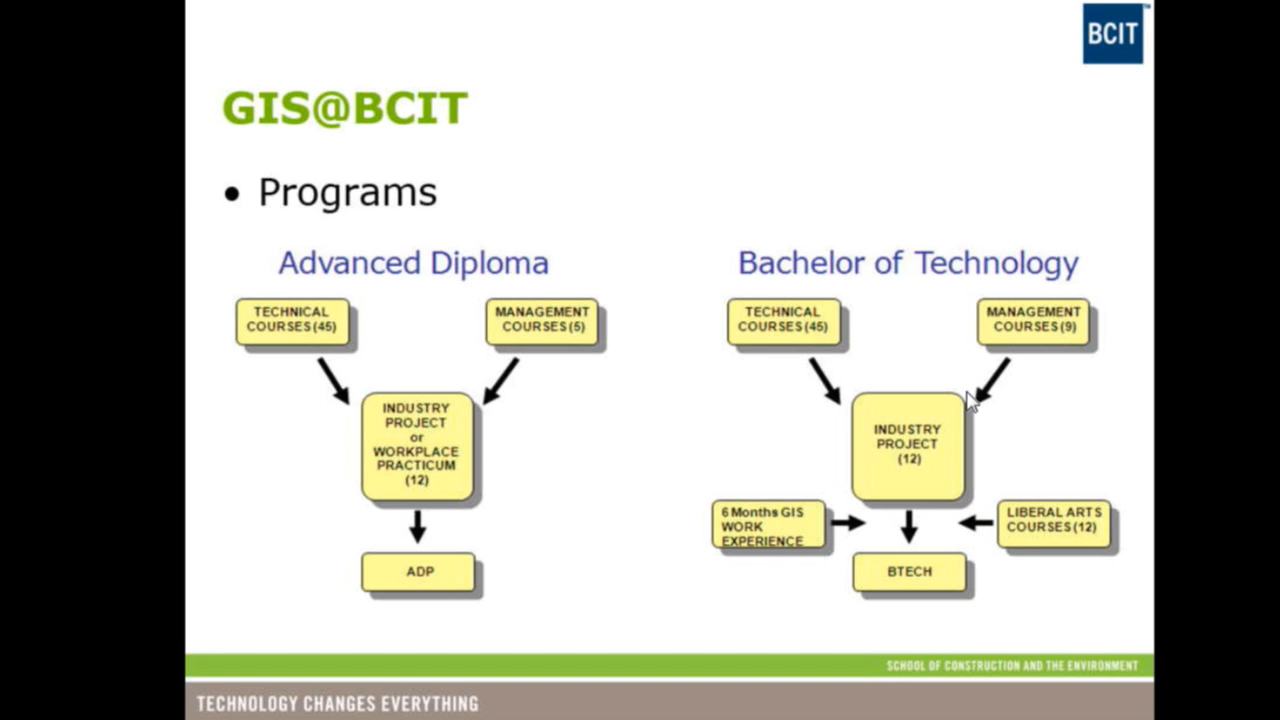 BCIT
GIS@BCIT
• Programs
Advanced Diploma
TECHNICAL
COURSES (45)
MANAGEMENT
COURSES (5)
INDUSTRY
PROJECT
or
WORKPLACE
PRACTICUM
(12)
ADP
Bachelor of Technology
TECHNICAL
COURSES (45)
MANAGEMENT
COURSES (9)
INDUSTRY
PROJECT
(12)
6 Months GIS
WORK
EXPERIENCE
LIBERAL ARTS
COURSES (12)
BTECH
SCHOOL OF CONSTRUCTION AND THE ENVIRONMENT
TECHNOLOGY CHANGES EVERYTHING